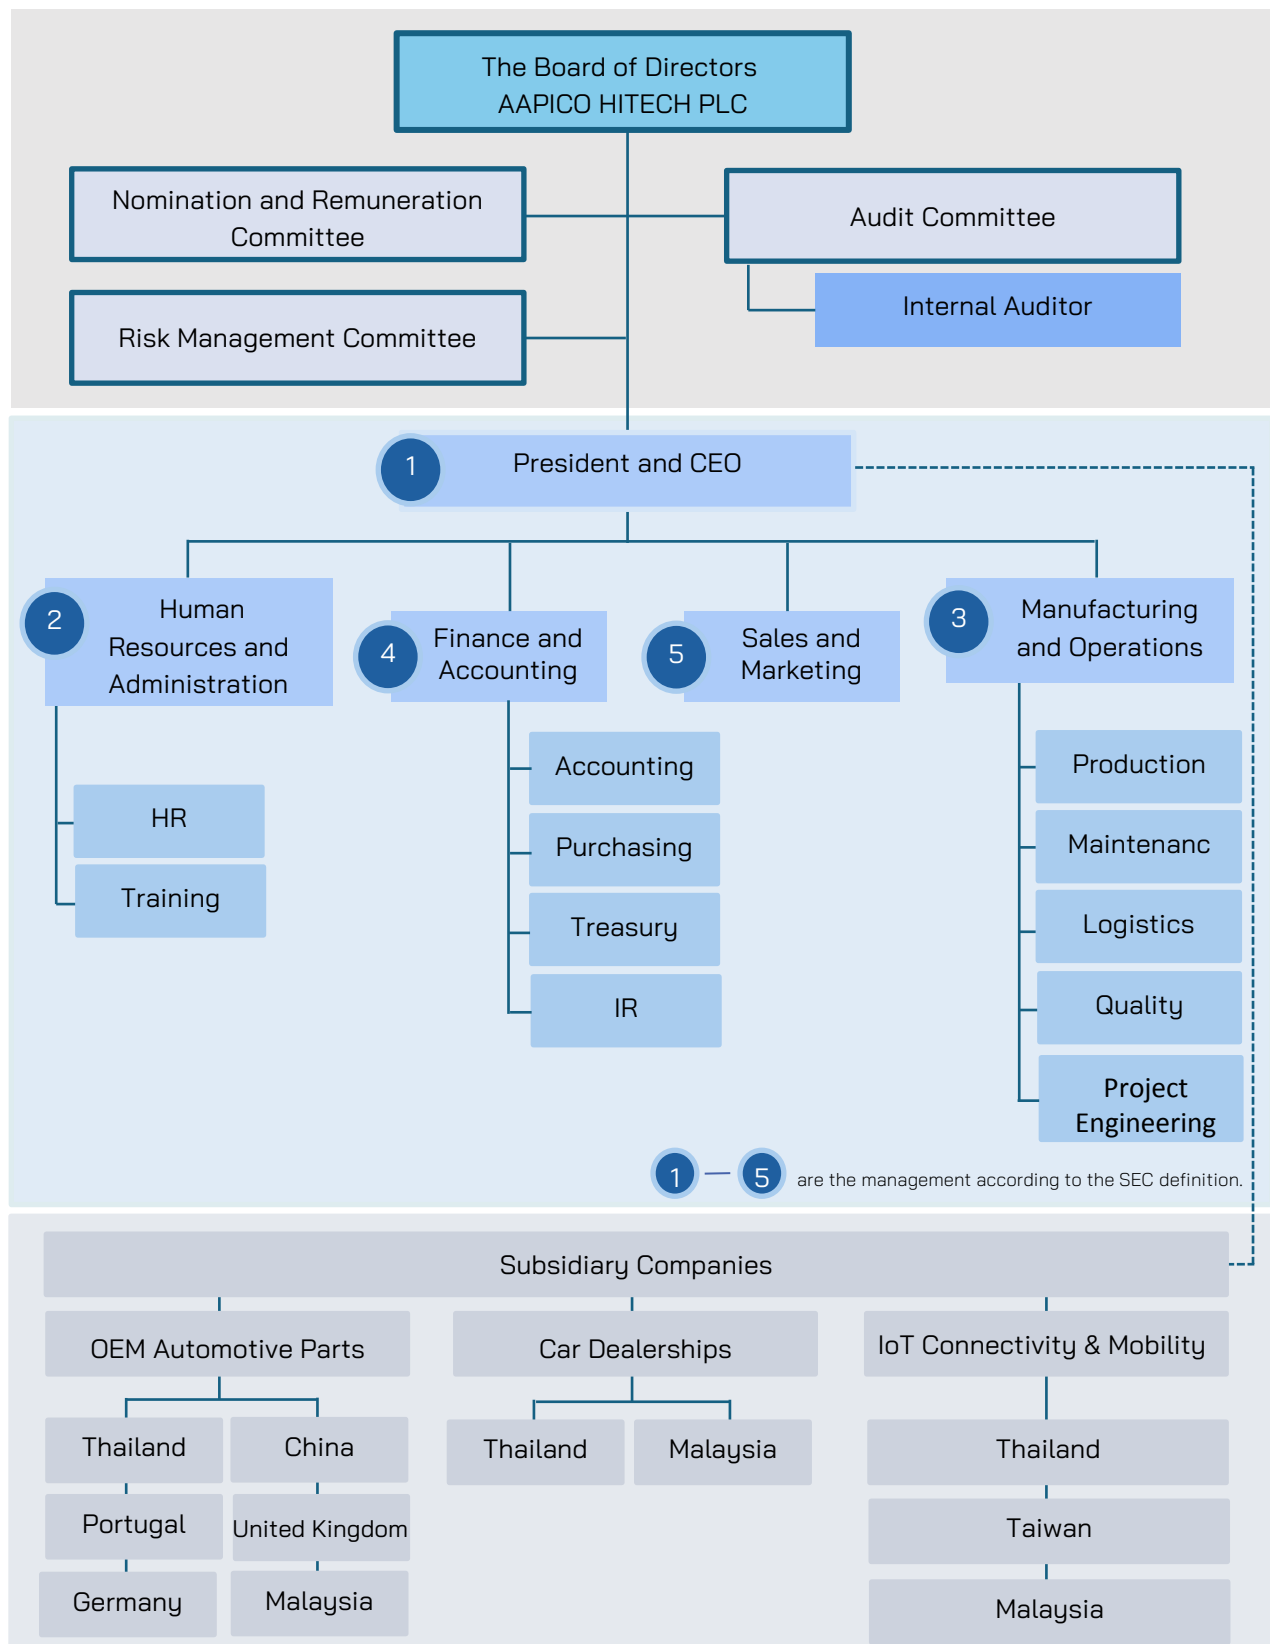 The Board of Directors
AAPICO HITECH PLC
Nomination and Remuneration
Committee
Audit Committee
Internal Auditor
Risk Management Committee
1
President and CEO
2
Human
Resources and
Administration
4
Finance and
Accounting
5
Sales and
Marketing
3
Manufacturing
and Operations
HR
Training
Accounting
Purchasing
Treasury
IR
Production
Maintenanc
Logistics
Quality
Project
Engineering
1 — 5 are the management according to the SEC definition.
Subsidiary Companies
OEM Automotive Parts
Car Dealerships
IoT Connectivity & Mobility
Thailand
China
Portugal
United Kingdom
Germany
Malaysia
Thailand
Malaysia
Thailand
Taiwan
Malaysia